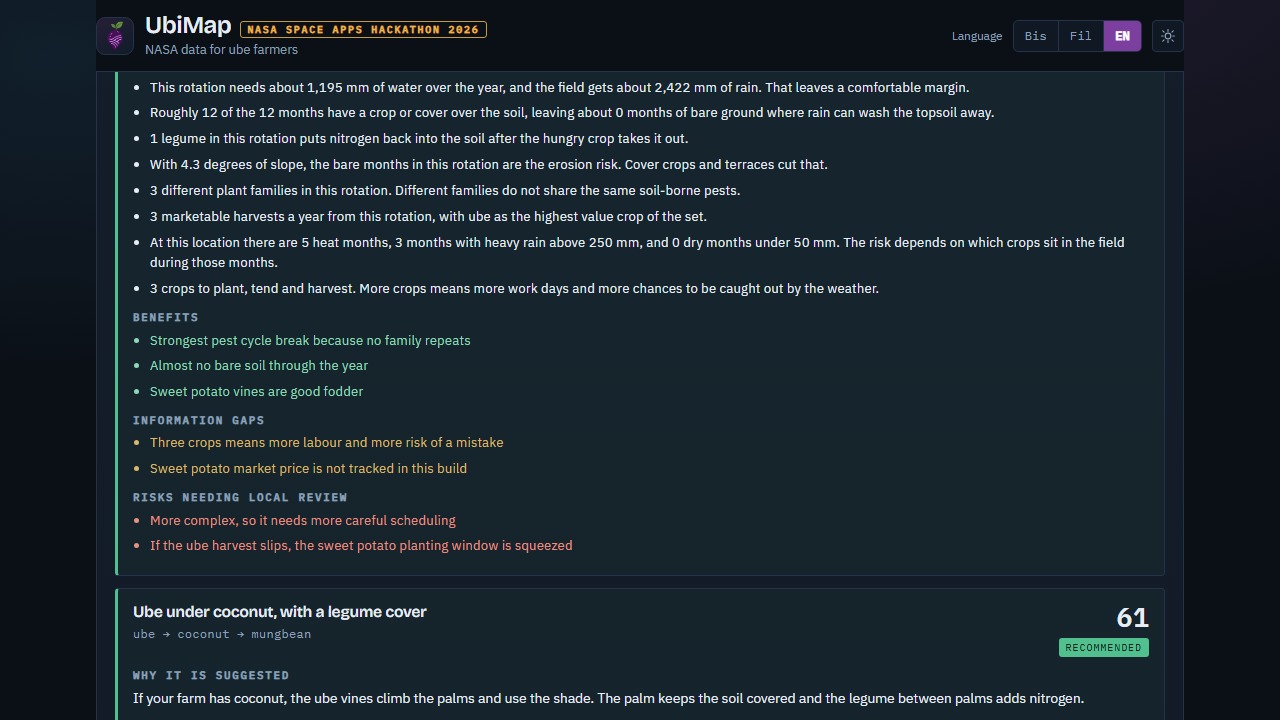 UbiMap
NASA SPACE APPS HACKATHON 2026
NASA data for ube farmers
Language
Bis
Fil
EN
• This rotation needs about 1,195 mm of water over the year, and the field gets about 2,422 mm of rain. That leaves a comfortable margin.
• Roughly 12 of the 12 months have a crop or cover over the soil, leaving about 0 months of bare ground where rain can wash the topsoil away.
• 1 legume in this rotation puts nitrogen back into the soil after the hungry crop takes it out.
• With 4.3 degrees of slope, the bare months in this rotation are the erosion risk. Cover crops and terraces cut that.
• 3 different plant families in this rotation. Different families do not share the same soil-borne pests.
• 3 marketable harvests a year from this rotation, with ube as the highest value crop of the set.
• At this location there are 5 heat months, 3 months with heavy rain above 250 mm, and 0 dry months under 50 mm. The risk depends on which crops sit in the field
during those months.
• 3 crops to plant, tend and harvest. More crops means more work days and more chances to be caught out by the weather.
BENEFITS
• Strongest pest cycle break because no family repeats
• Almost no bare soil through the year
• Sweet potato vines are good fodder
INFORMATION GAPS
• Three crops means more labour and more risk of a mistake
• Sweet potato market price is not tracked in this build
RISKS NEEDING LOCAL REVIEW
• More complex, so it needs more careful scheduling
• If the ube harvest slips, the sweet potato planting window is squeezed
Ube under coconut, with a legume cover
61
ube → coconut → mungbean
RECOMMENDED
WHY IT IS SUGGESTED
If your farm has coconut, the ube vines climb the palms and use the shade. The palm keeps the soil covered and the legume between palms adds nitrogen.